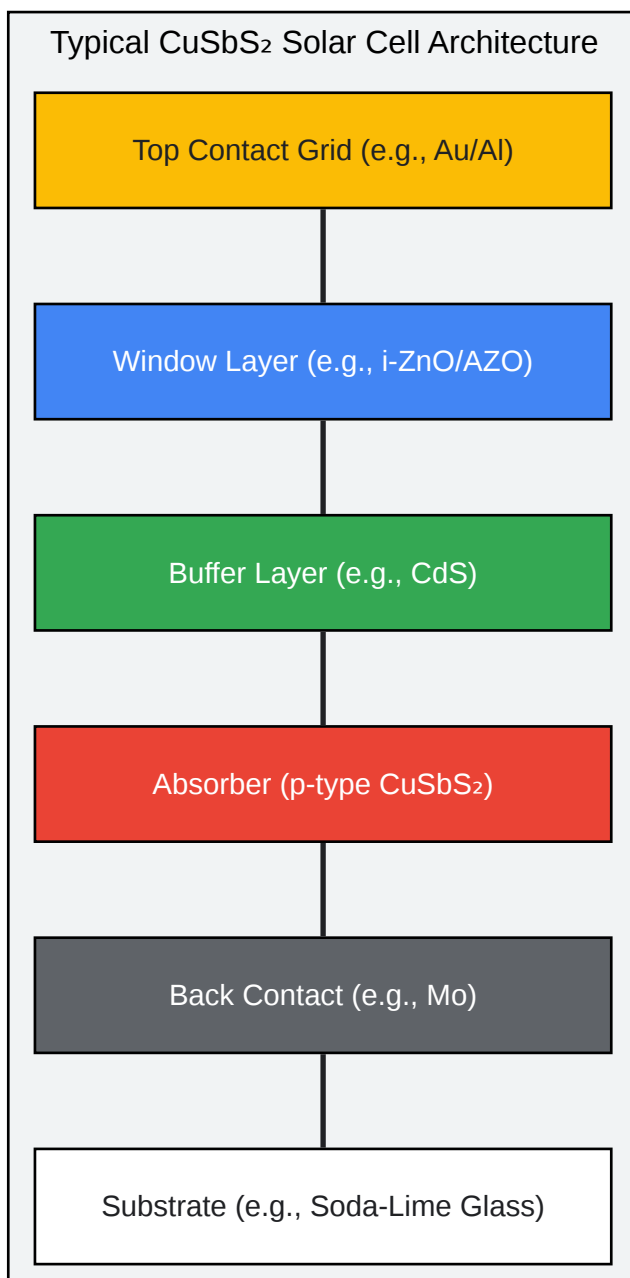 Typical CuSbS₂ Solar Cell Architecture
Top Contact Grid (e.g., Au/Al)
Window Layer (e.g., i-ZnO/AZO)
Buffer Layer (e.g., CdS)
Absorber (p-type CuSbS₂)
Back Contact (e.g., Mo)
Substrate (e.g., Soda-Lime Glass)